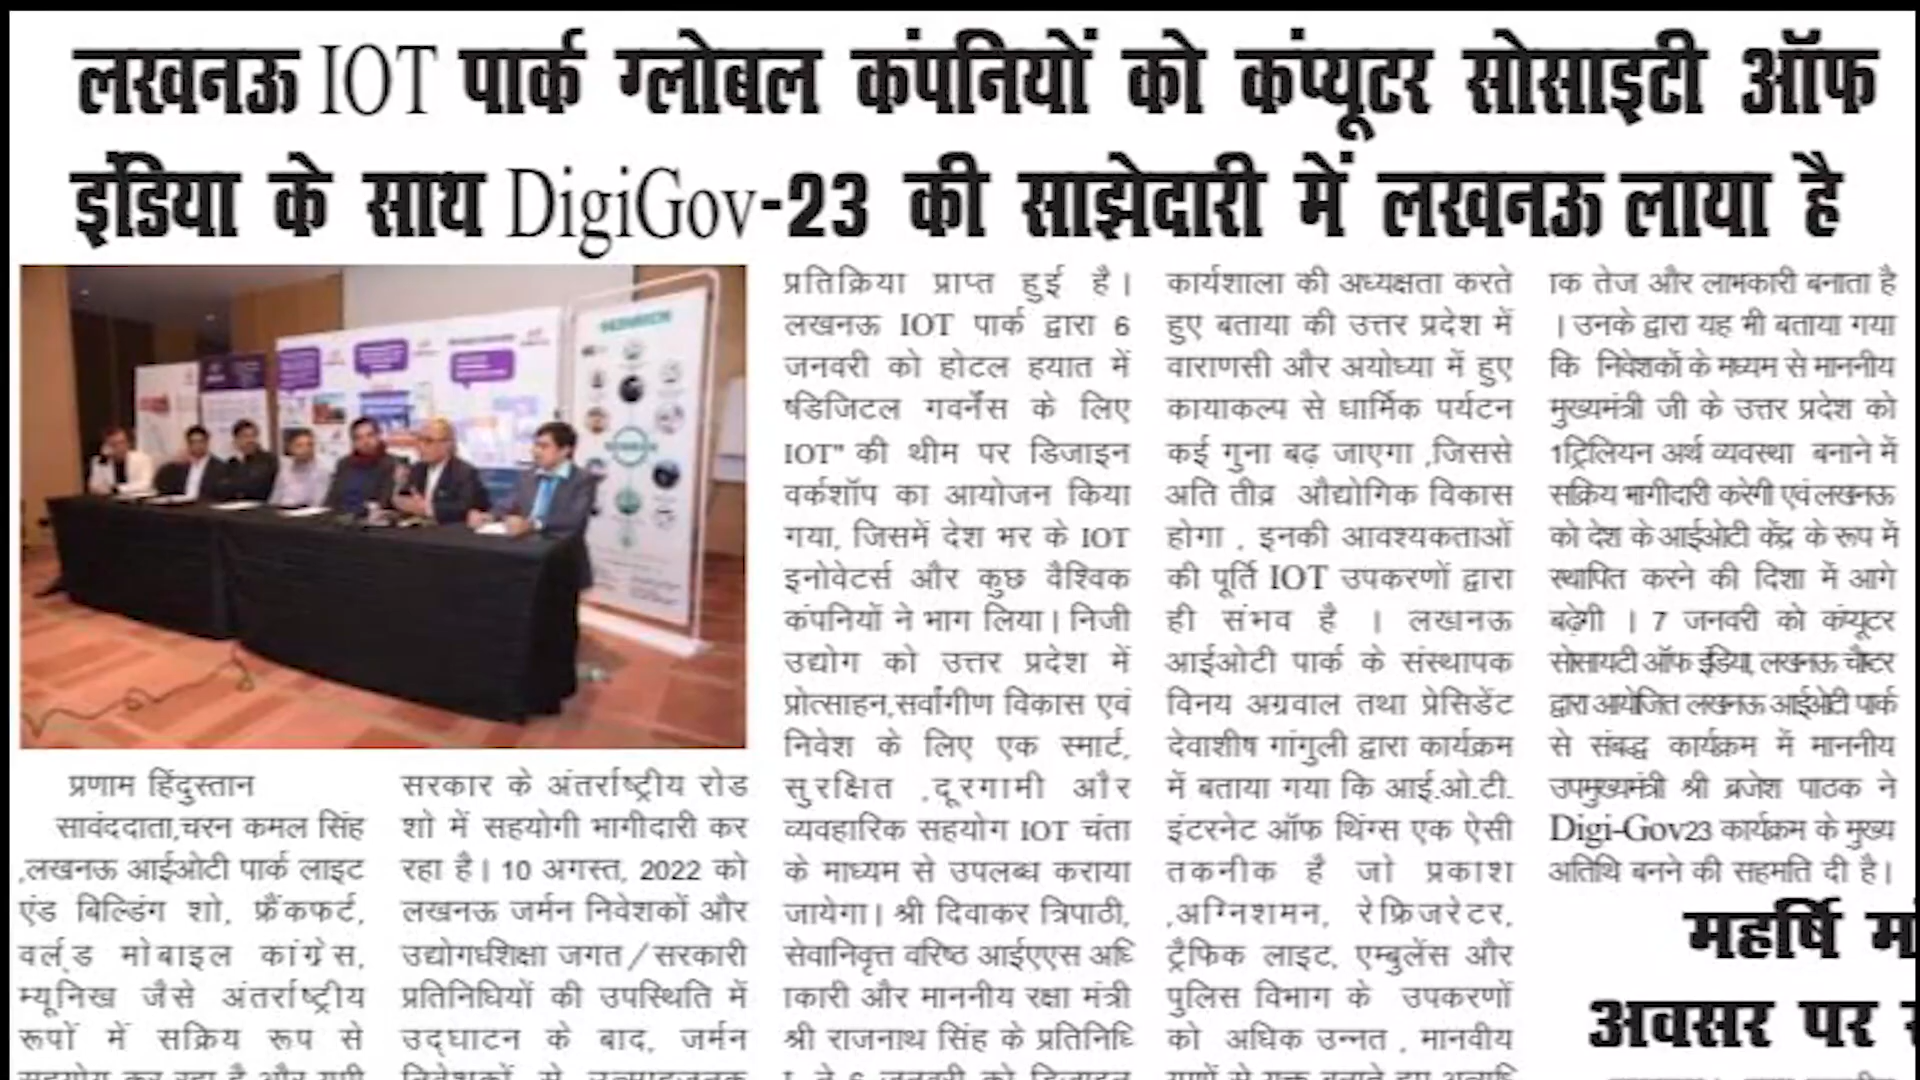 लखनऊ IOT पार्क ग्लोबल कंपनियों को कंप्यूटर सोसाइटी ऑफ
इंडिया के साथ DigiGov-23 की साझेदारी में लखनऊ लाया है
प्रणाम हिंदुस्तान
सावंददाता,चरन कमल सिंह
,लखनऊ आईओटी पार्क लाइट
एंड बिल्डिंग शो, फ्रैंकफर्ट,
वर्ल्ड मोबाइल कांग्रेस,
म्यूनिख जैसे अंतर्राष्ट्रीय
रूपों में सक्रिय रूप से
सरकार के अंतर्राष्ट्रीय रोड
शो में सहयोगी भागीदारी कर
रहा है। 10 अगस्त, 2022 को
लखनऊ जर्मन निवेशकों और
उद्योगर्धशिक्षा जगत/सरकारी
प्रतिनिधियों की उपस्थिति में
उद्घाटन के बाद, जर्मन
प्रतिक्रिया प्राप्त हुई है।
लखनऊ IOT पार्क द्वारा 6
जनवरी को होटल हयात में
र्षडिजिटल गवर्नेंस के लिए
IOT" की थीम पर डिजाइन
वर्कशॉप का आयोजन किया
गया, जिसमें देश भर के IOT
इनोवेटर्स और कुछ वैश्विक
कंपनियों ने भाग लिया। निजी
उद्योग को उत्तर प्रदेश में
प्रोत्साहन,सर्वांगीण विकास एवं
निवेश के लिए एक स्मार्ट,
सुरक्षित ,दूरगामी और
व्यवहारिक सहयोग IOT चंता
के माध्यम से उपलब्ध कराया
जायेगा। श्री दिवाकर त्रिपाठी,
सेवानिवृत्त वरिष्ठ आईएएस अधि
ाकारी और माननीय रक्षा मंत्री
श्री राजनाथ सिंह के प्रतिनिधि
कार्यशाला की अध्यक्षता करते
हुए बताया की उत्तर प्रदेश में
वाराणसी और अयोध्या में हुए
कायाकल्प से धार्मिक पर्यटन
कई गुना बढ़ जाएगा ,जिससे
अति तीव्र औद्योगिक विकास
होगा , इनकी आवश्यकताओं
की पूर्ति IOT उपकरणों द्वारा
ही संभव है । लखनऊ
आईओटी पार्क के संस्थापक
विनय अग्रवाल तथा प्रेसिडेंट
देवाशीष गांगुली द्वारा कार्यक्रम
में बताया गया कि आई.ओ.टी.
इंटरनेट ऑफ थिंग्स एक ऐसी
तकनीक है जो प्रकाश
,अग्निशमन, रेफ्रिजरेटर,
ट्रैफिक लाइट, एम्बुलेंस और
पुलिस विभाग के उपकरणों
को अधिक उन्नत , मानवीय
ाक तेज और लाभकारी बनाता है
। उनके द्वारा यह भी बताया गया
कि निवेशकों के मध्यम से माननीय
मुख्यमंत्री जी के उत्तर प्रदेश को
1ट्रिलियन अर्थ व्यवस्था बनाने में
सक्रिय भागीदारी करेगी एवं लखनऊ
को देश के आईओटी केंद्र के रूप में
स्थापित करने की दिशा में आगे
बढ़ेगी । 7 जनवरी को कंप्यूटर
सोसायटी ऑफ इंडिया, लखनऊ चैप्टर
द्वारा आयोजित लखनऊ आईओटी पार्क
से संबद्ध कार्यक्रम में माननीय
उपमुख्यमंत्री श्री ब्रजेश पाठक ने
Digi-Gov23 कार्यक्रम के मुख्य
अतिथि बनने की सहमति दी है।
महर्षि
अवसर पर